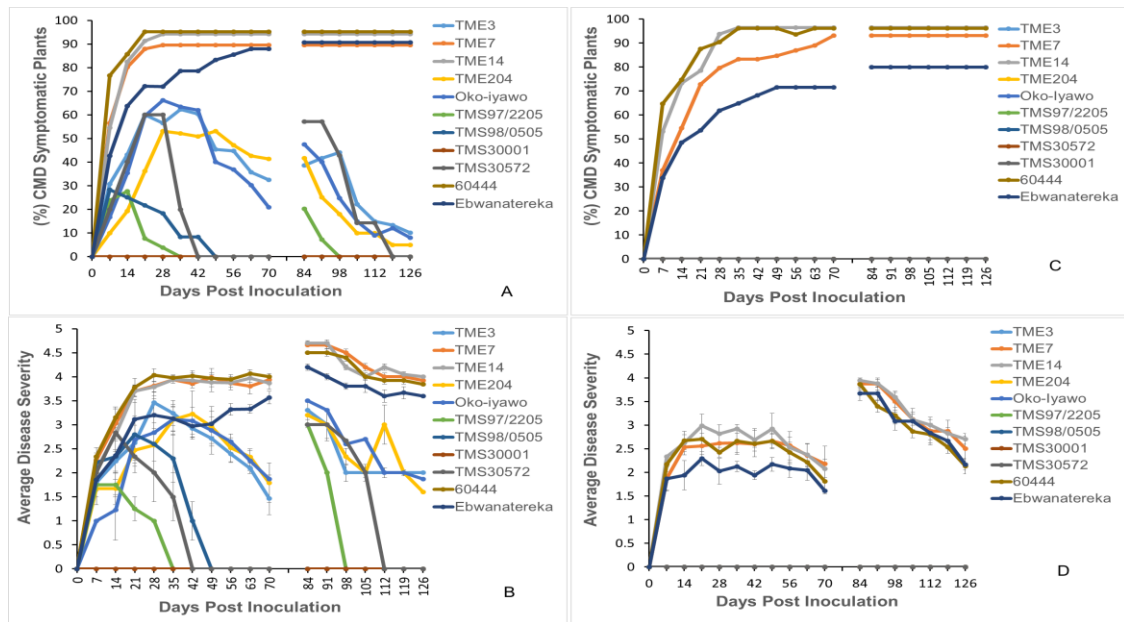 (%) CMD Symptomatic Plants
100
90
80
70
60
50
40
30
20
10
0
0 14 28 42 56 70 84 98 112 126
Days Post Inoculation
A
TME3
TME7
TME14
TME204
Oko-iyawo
TMS97/2205
TMS98/0505
TMS30001
TMS30572
60444
Ebwanatereka
(%) CMD Symptomatic Plants
100
90
80
70
60
50
40
30
20
10
0
0 7 14 21 28 35 42 49 56 63 70 84 91 98 105 112 119 126
Days Post Inoculation
C
TME3
TME7
TME14
TME204
Oko-Iyawo
TMS97/2205
TMS98/0505
TMS30572
TMS30001
60444
Ebwanatereka
Average Disease Severity
5
4.5
4
3.5
3
2.5
2
1.5
1
0.5
0
0 7 14 21 28 35 42 49 56 63 70 84 91 98 105 112 119 126
Days Post Inoculation
B
TME3
TME7
TME14
TME204
Oko-iyawo
TMS97/2205
TMS98/0505
TMS30001
TMS30572
60444
Ebwanatereka
Average Disease Severity
5
4.5
4
3.5
3
2.5
2
1.5
1
0.5
0
0 7 14 21 28 35 42 49 56 63 70 84 91 98 105 112 119 126
Days Post Inoculation
D
TME3
TME7
TME14
TME204
Oko-Iyawo
TMS97/2205
TMS98/0505
TMS30001
TMS30572
60444
Ebwanatereka